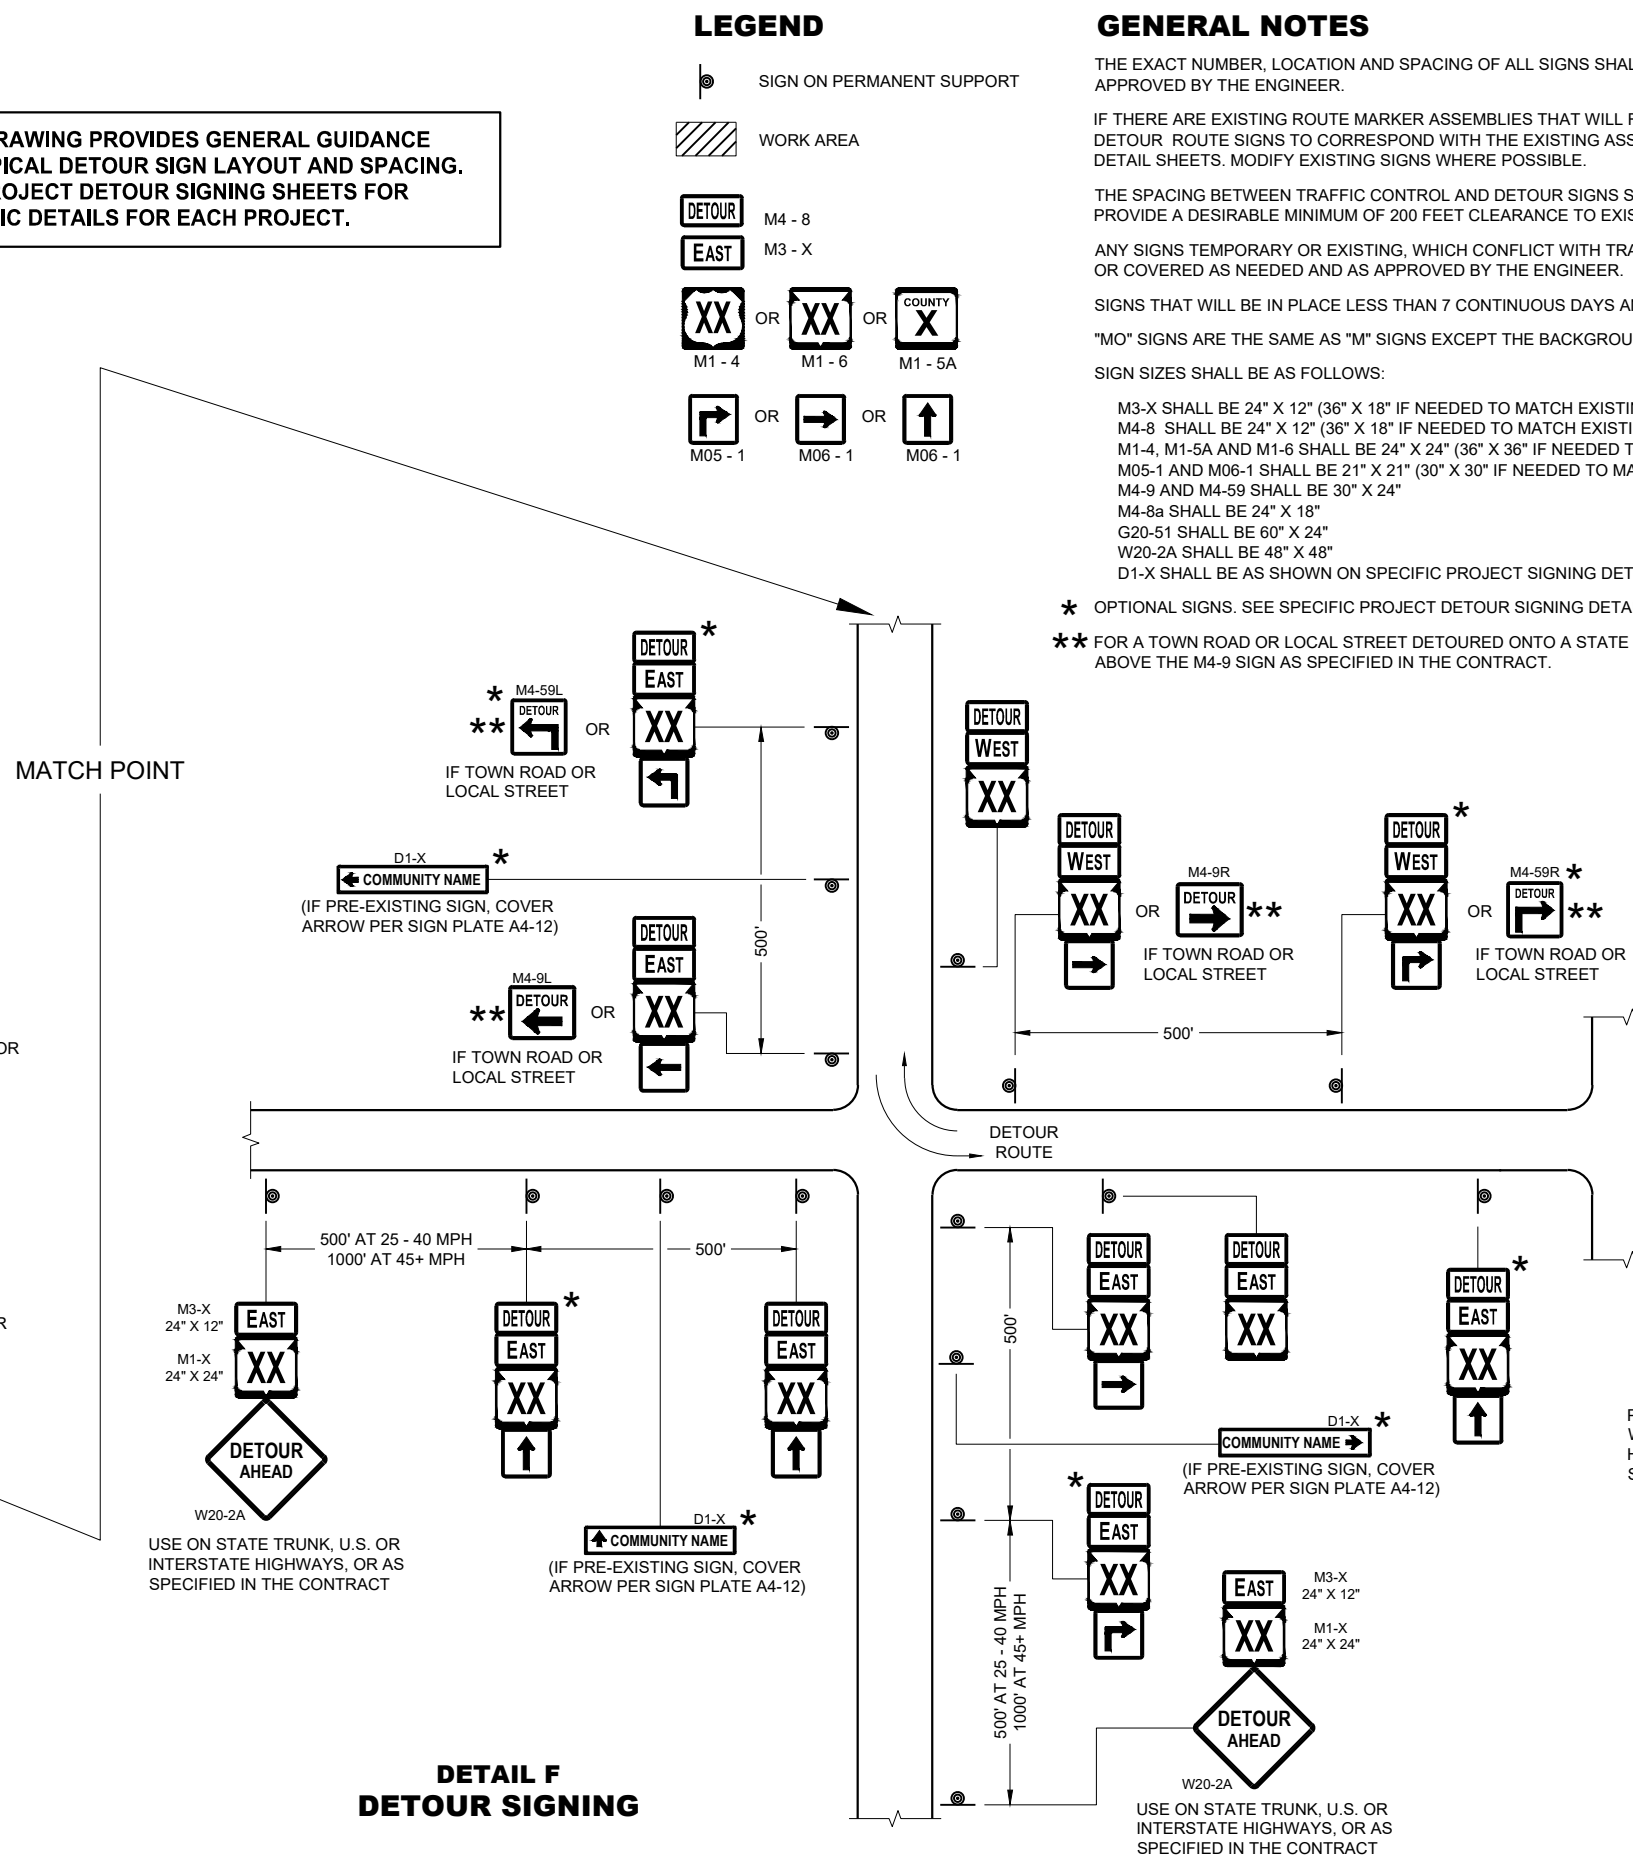 LEGEND
SIGN ON PERMANENT SUPPORT
WORK AREA
DETOUR
M4 - 8
EAST
M3 - X
XX
OR
XX
OR
COUNTY
X
M1 - 4
M1 - 6
M1 - 5A
OR
OR
M05 - 1
M06 - 1
M06 - 1
GENERAL NOTES
THE EXACT NUMBER, LOCATION AND SPACING OF ALL SIGNS
APPROVED BY THE ENGINEER.
IF THERE ARE EXISTING ROUTE MARKER ASSEMBLIES THAT WILL
DETOUR ROUTE SIGNS TO CORRESPOND WITH THE EXISTING
DETAIL SHEETS. MODIFY EXISTING SIGNS WHERE POSSIBLE.
THE SPACING BETWEEN TRAFFIC CONTROL AND DETOUR SIGNS
PROVIDE A DESIRABLE MINIMUM OF 200 FEET CLEARANCE TO
ANY SIGNS TEMPORARY OR EXISTING, WHICH CONFLICT WITH
OR COVERED AS NEEDED AND AS APPROVED BY THE ENGINEER.
SIGNS THAT WILL BE IN PLACE LESS THAN 7 CONTINUOUS DAYS
"MO" SIGNS ARE THE SAME AS "M" SIGNS EXCEPT THE
SIGN SIZES SHALL BE AS FOLLOWS:
M3-X SHALL BE 24" X 12" (36" X 18" IF NEEDED TO MATCH
M4-8 SHALL BE 24" X 12" (36" X 18" IF NEEDED TO MATCH
M1-4, M1-5A AND M1-6 SHALL BE 24" X 24" (36" X 36" IF NEEDED
M05-1 AND M06-1 SHALL BE 21" X 21" (30" X 30" IF NEEDED TO
M4-9 AND M4-59 SHALL BE 30" X 24"
M4-8a SHALL BE 24" X 18"
G20-51 SHALL BE 60" X 24"
W20-2A SHALL BE 48" X 48"
D1-X SHALL BE AS SHOWN ON SPECIFIC PROJECT SIGNING
* OPTIONAL SIGNS. SEE SPECIFIC PROJECT DETOUR SIGNING
** FOR A TOWN ROAD OR LOCAL STREET DETOURED ONTO A STATE
ABOVE THE M4-9 SIGN AS SPECIFIED IN THE CONTRACT.
PROVIDES GENERAL GUIDANCE
DETOUR SIGN LAYOUT AND SPACING.
DETOUR SIGNING SHEETS FOR
DETAILS FOR EACH PROJECT.
MATCH POINT
DETOUR *
EAST
XX
* M4-59L
** DETOUR
OR
IF TOWN ROAD OR
LOCAL STREET
D1-X *
COMMUNITY NAME
(IF PRE-EXISTING SIGN, COVER
ARROW PER SIGN PLATE A4-12)
500'
DETOUR
EAST
XX
M4-9L
** DETOUR
OR
IF TOWN ROAD OR
LOCAL STREET
DETOUR
WEST
XX
DETOUR
WEST
XX
OR
M4-9R
DETOUR **
IF TOWN ROAD OR
LOCAL STREET
DETOUR *
WEST
XX
OR
M4-59R *
DETOUR **
IF TOWN ROAD OR
LOCAL STREET
500'
OR
DETOUR
ROUTE
500' AT 25 - 40 MPH
1000' AT 45+ MPH
500'
M3-X
24" X 12"
EAST
M1-X
24" X 24"
XX
DETOUR
AHEAD
W20-2A
USE ON STATE TRUNK, U.S. OR
INTERSTATE HIGHWAYS, OR AS
SPECIFIED IN THE CONTRACT
DETOUR *
EAST
XX
D1-X *
COMMUNITY NAME
(IF PRE-EXISTING SIGN, COVER
ARROW PER SIGN PLATE A4-12)
DETOUR
EAST
XX
500'
DETOUR
EAST
XX
DETOUR
EAST
XX
DETOUR *
EAST
XX
D1-X *
COMMUNITY NAME
(IF PRE-EXISTING SIGN, COVER
ARROW PER SIGN PLATE A4-12)
* DETOUR
EAST
XX
500' AT 25 - 40 MPH
1000' AT 45+ MPH
EAST
M3-X
24" X 12"
XX
M1-X
24" X 24"
DETOUR
AHEAD
W20-2A
USE ON STATE TRUNK, U.S. OR
INTERSTATE HIGHWAYS, OR AS
SPECIFIED IN THE CONTRACT
DETAIL F
DETOUR SIGNING